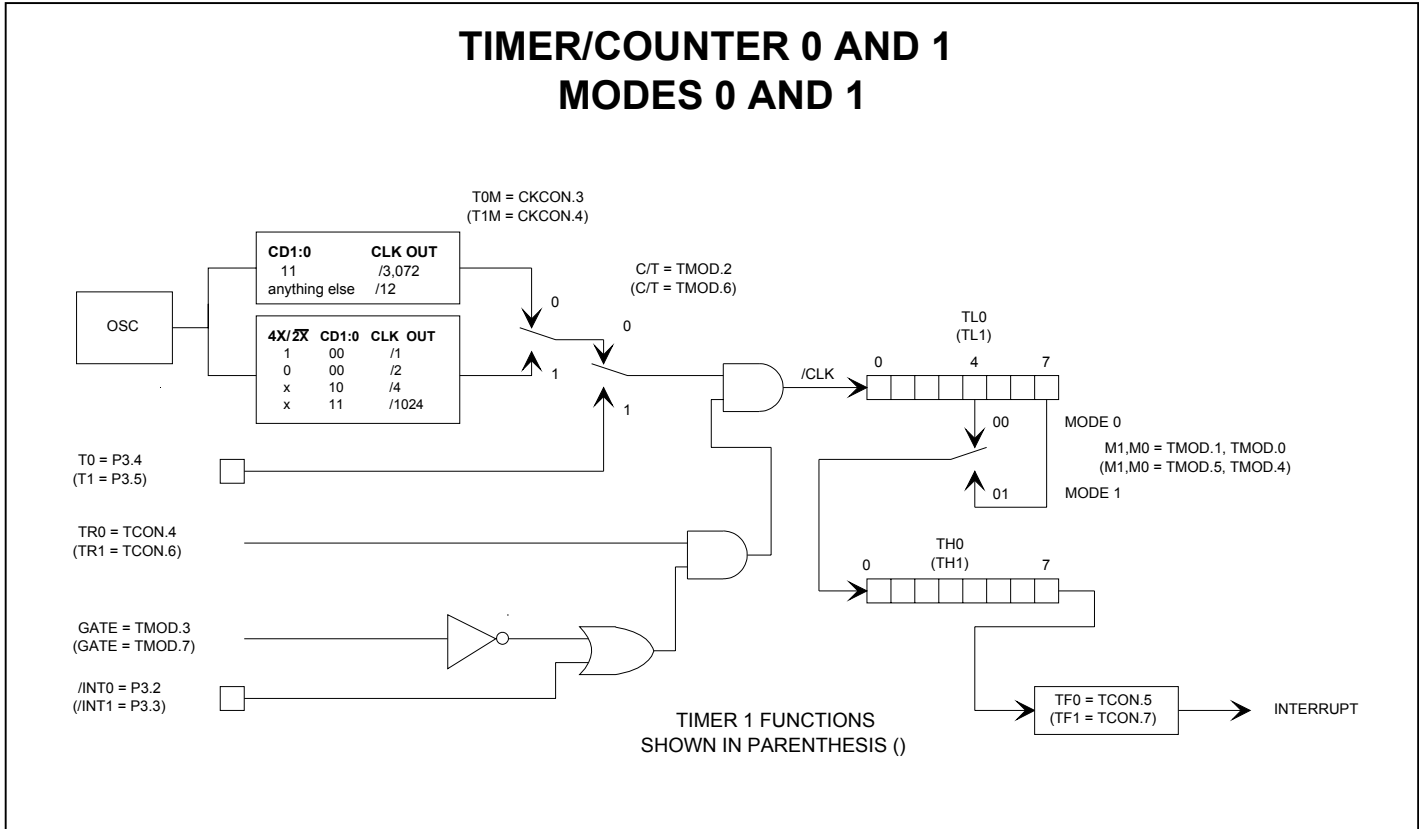 TIMER/COUNTER 0 AND 1
MODES 0 AND 1
T0M = CKCON.3
(T1M = CKCON.4)
CD1:0 CLK OUT
11 /3,072
anything else /12
C/T = TMOD.2
(C/T = TMOD.6)
OSC
4X/2X CD1:0 CLK OUT
1 00 /1
0 00 /2
x 10 /4
x 11 /1024
0
1
0
1
/CLK
TL0
(TL1)
0 4 7
00 MODE 0
M1,M0 = TMOD.1, TMOD.0
(M1,M0 = TMOD.5, TMOD.4)
01 MODE 1
T0 = P3.4
(T1 = P3.5)
TR0 = TCON.4
(TR1 = TCON.6)
TH0
(TH1)
0 7
GATE = TMOD.3
(GATE = TMOD.7)
/INT0 = P3.2
(/INT1 = P3.3)
TF0 = TCON.5
(TF1 = TCON.7)
INTERRUPT
TIMER 1 FUNCTIONS
SHOWN IN PARENTHESIS ()